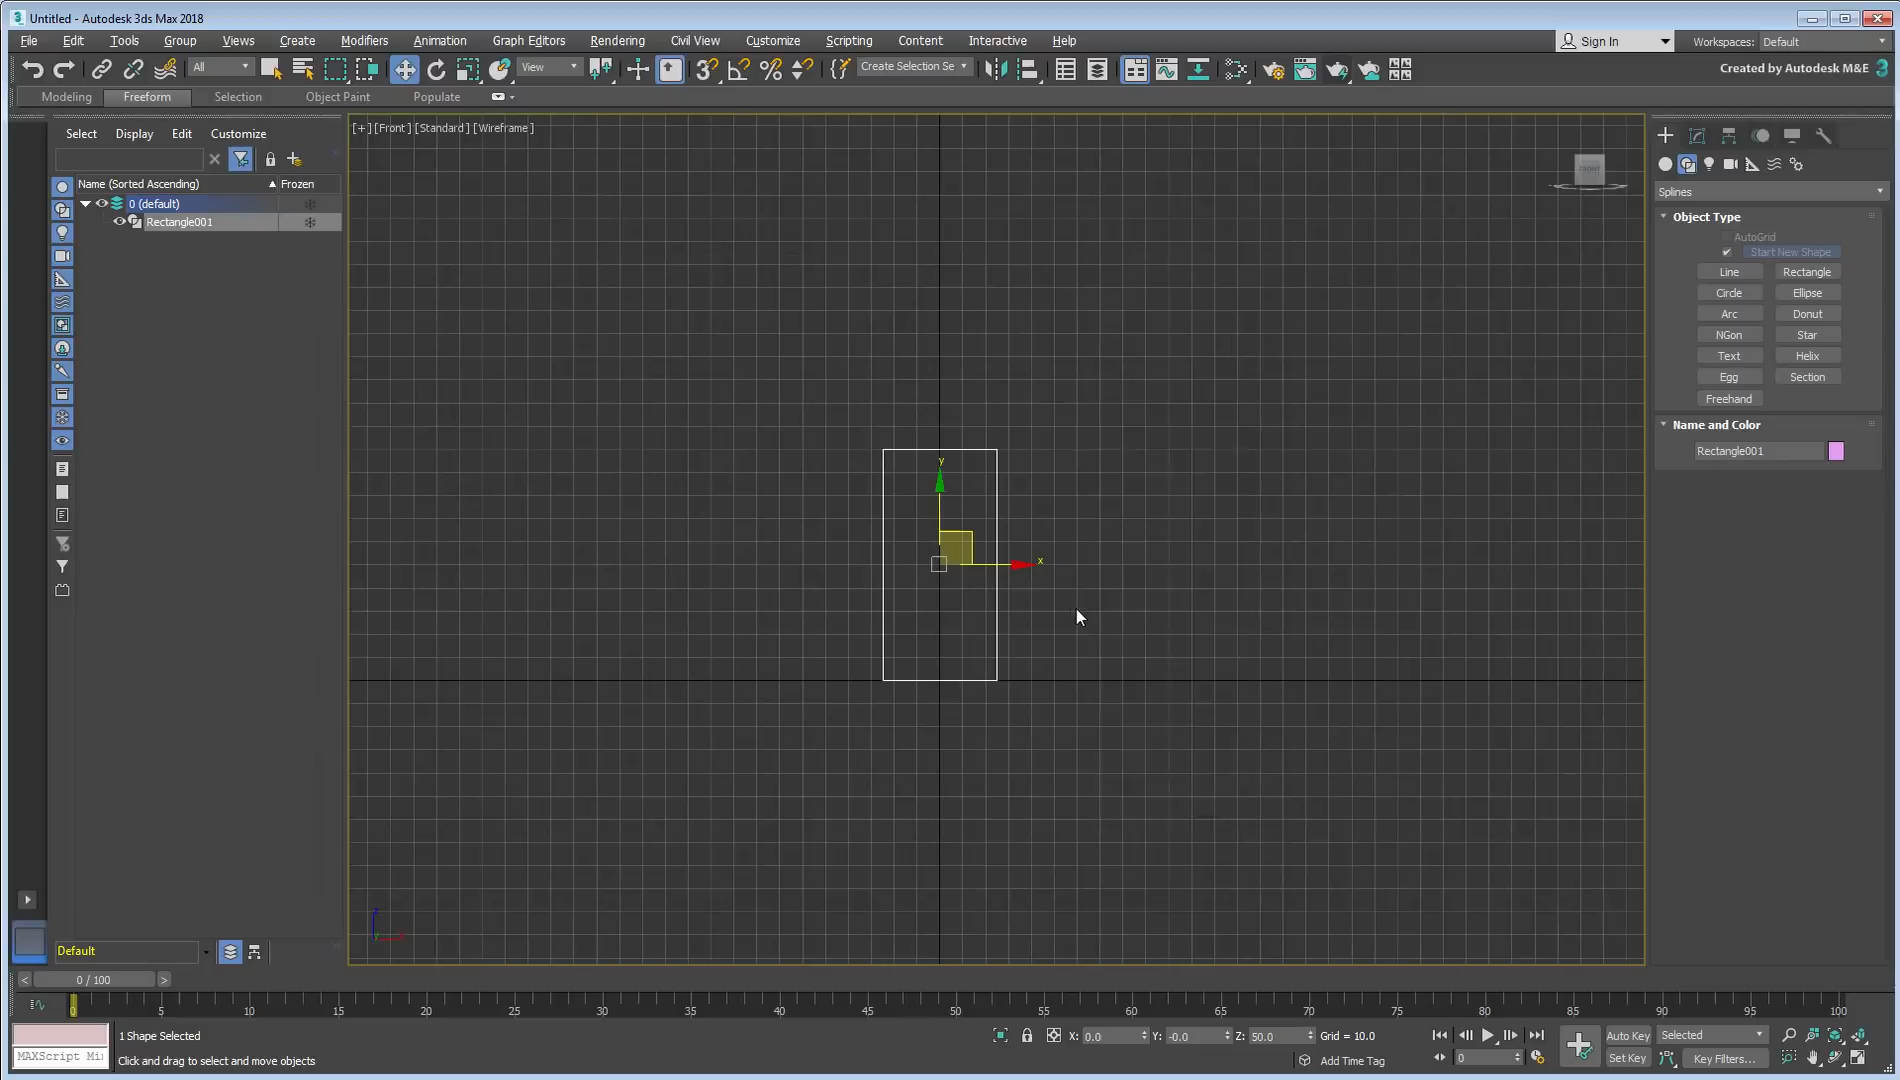 Untitled - Autodesk 3ds Max 2018
File Edit Tools Group Views Create Modifiers Animation Graph Editors Rendering Civil View Customize Scripting Content Interactive Help Sign In Workspaces: Default
All View Create Selection Se Created by Autodesk M&E
Modeling Freeform Selection Object Paint Populate
Select Display Edit Customize
Name (Sorted Ascending) Frozen
0 (default)
Rectangle001
[+] [Front] [Standard] [Wireframe]
FRONT
y
x
z
Splines
Object Type
AutoGrid
Start New Shape
Line Rectangle
Circle Ellipse
Arc Donut
NGon Star
Text Helix
Egg Section
Freehand
Name and Color
Rectangle001
Default
< 0 / 100 >
0 5 10 15 20 25 30 35 40 45 50 55 60 65 70 75 80 85 90 95 100
1 Shape Selected X: 0.0 Y: -0.0 Z: 50.0 Grid = 10.0 Auto Key Selected
MAXScript Mi Click and drag to select and move objects Add Time Tag 0 Set Key Key Filters...